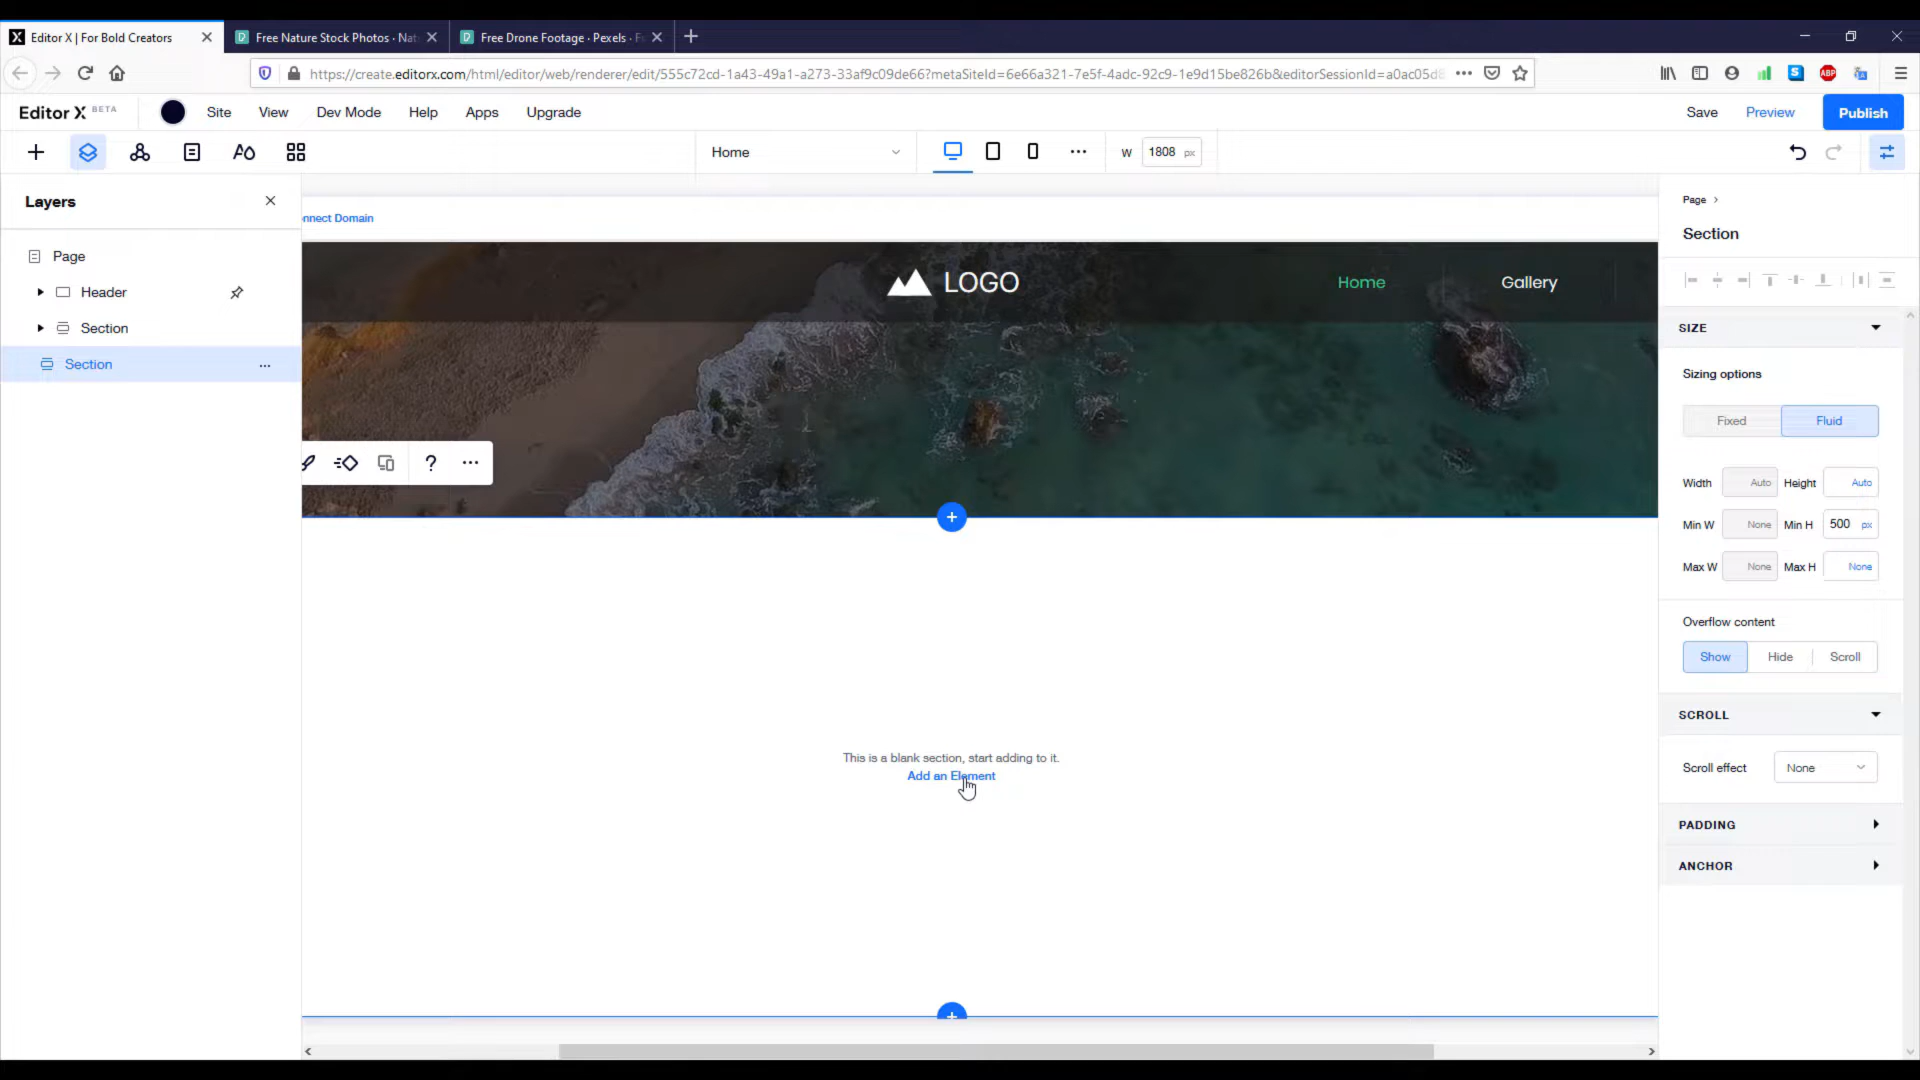 Editor X | For Bold Creators
Free Nature Stock Photos · Nat
Free Drone Footage · Pexels · F
https://create.editorx.com/html/editor/web/renderer/edit/555c72cd-1a43-49a1-a273-33af9c09de66?metaSiteId=6e66a321-7e5f-4adc-92c9-1e9d15be826b&editorSessionId=a0ac05d8
S
ABP
Editor X BETA
Site
View
Dev Mode
Help
Apps
Upgrade
Save
Preview
Publish
Home
W 1808 px
Layers
Page
Header
Section
Section
nnect Domain
LOGO
Home
Gallery
This is a blank section, start adding to it.
Add an Element
Page
Section
SIZE
Sizing options
Fixed Fluid
Width Auto Height Auto
Min W None Min H 500 px
Max W None Max H None
Overflow content
Show Hide Scroll
SCROLL
Scroll effect None
PADDING
ANCHOR